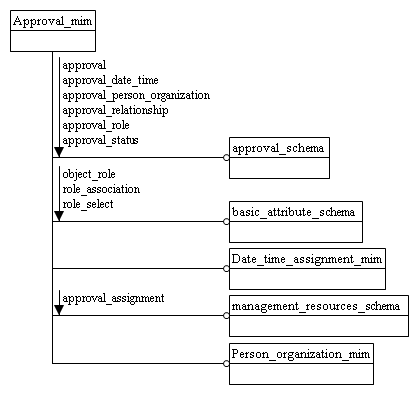 Approval_mim
approval
approval_date_time
approval_person_organization
approval_relationship
approval_role
approval_status
approval_schema
object_role
role_association
role_select
basic_attribute_schema
Date_time_assignment_mim
approval_assignment
management_resources_schema
Person_organization_mim